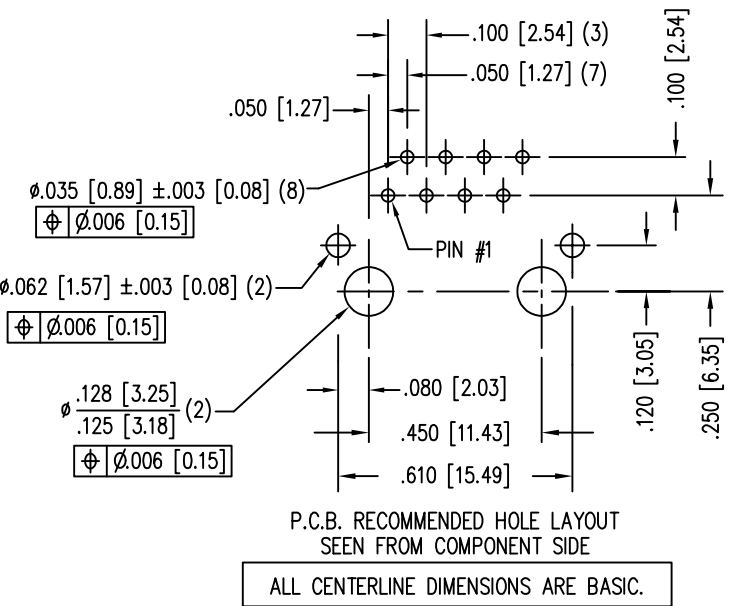 .100 [2.54] (3)
.050 [1.27] (7)
.050 [1.27]
.100 [2.54]
ø.035 [0.89] ±.003 [0.08] (8)
⌖ Ø.006 [0.15]
PIN #1
ø.062 [1.57] ±.003 [0.08] (2)
⌖ Ø.006 [0.15]
ø .128 [3.25]
.125 [3.18] (2)
⌖ Ø.006 [0.15]
.080 [2.03]
.450 [11.43]
.610 [15.49]
.120 [3.05]
.250 [6.35]
P.C.B. RECOMMENDED HOLE LAYOUT
SEEN FROM COMPONENT SIDE
ALL CENTERLINE DIMENSIONS ARE BASIC.